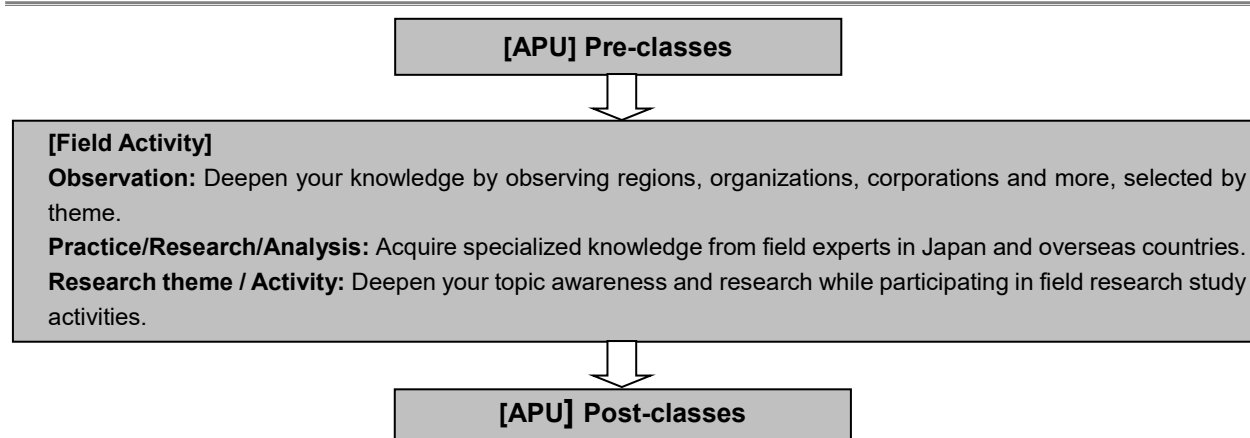 [APU] Pre-classes
[Field Activity]
Observation: Deepen your knowledge by observing regions, organizations, corporations and more, selected by
theme.
Practice/Research/Analysis: Acquire specialized knowledge from field experts in Japan and overseas countries.
Research theme / Activity: Deepen your topic awareness and research while participating in field research study
activities.
[APU] Post-classes